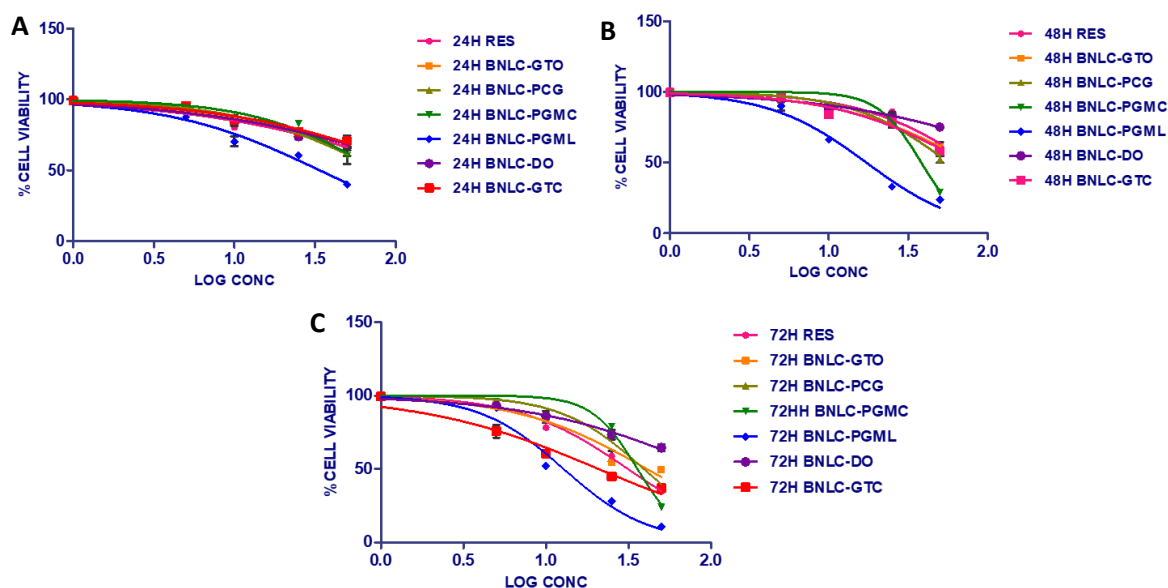 A
150
100
50
0
% CELL VIABILITY
0.0 0.5 1.0 1.5 2.0
LOG CONC
24H RES
24H BNLC-GTO
24H BNLC-PCG
24H BNLC-PGMC
24H BNLC-PGML
24H BNLC-DO
24H BNLC-GTC
B
150
100
50
0
% CELL VIABILITY
0.0 0.5 1.0 1.5 2.0
LOG CONC
48H RES
48H BNLC-GTO
48H BNLC-PCG
48H BNLC-PGMC
48H BNLC-PGML
48H BNLC-DO
48H BNLC-GTC
C
150
100
50
0
% CELL VIABILITY
0.0 0.5 1.0 1.5 2.0
LOG CONC
72H RES
72H BNLC-GTO
72H BNLC-PCG
72HH BNLC-PGMC
72H BNLC-PGML
72H BNLC-DO
72H BNLC-GTC